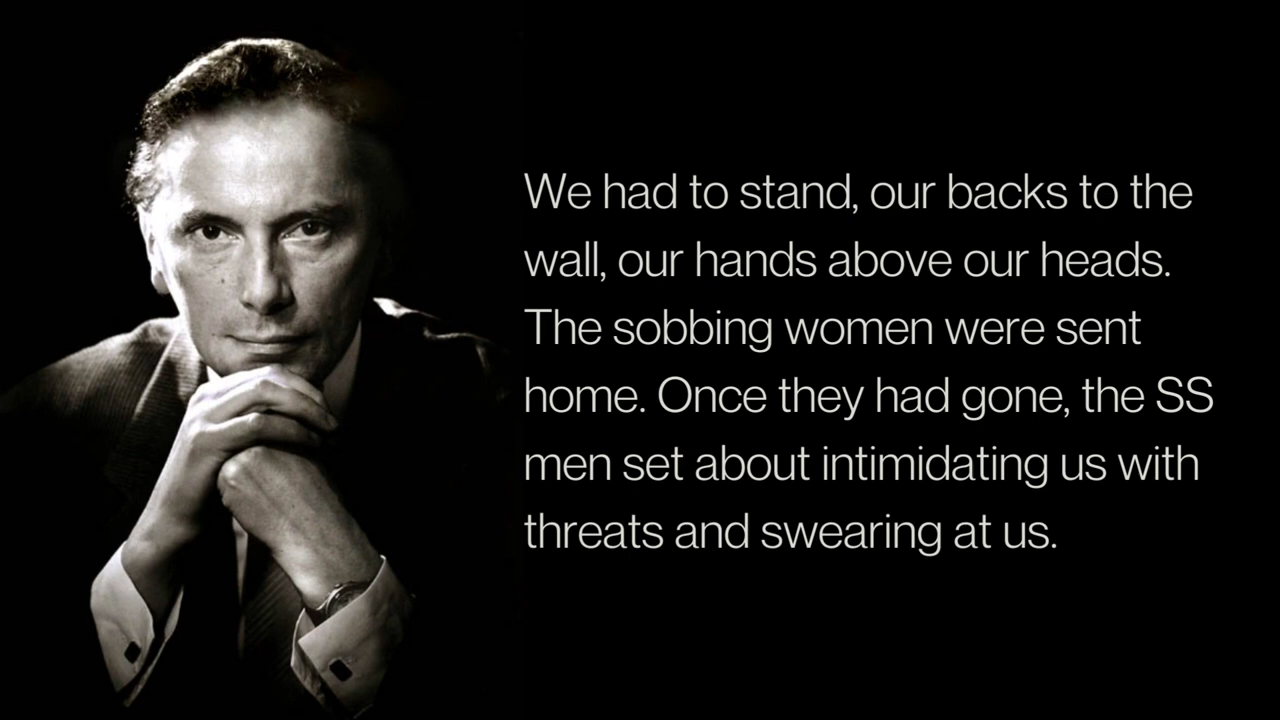 We had to stand, our backs to the
wall, our hands above our heads.
The sobbing women were sent
home. Once they had gone, the SS
men set about intimidating us with
threats and swearing at us.